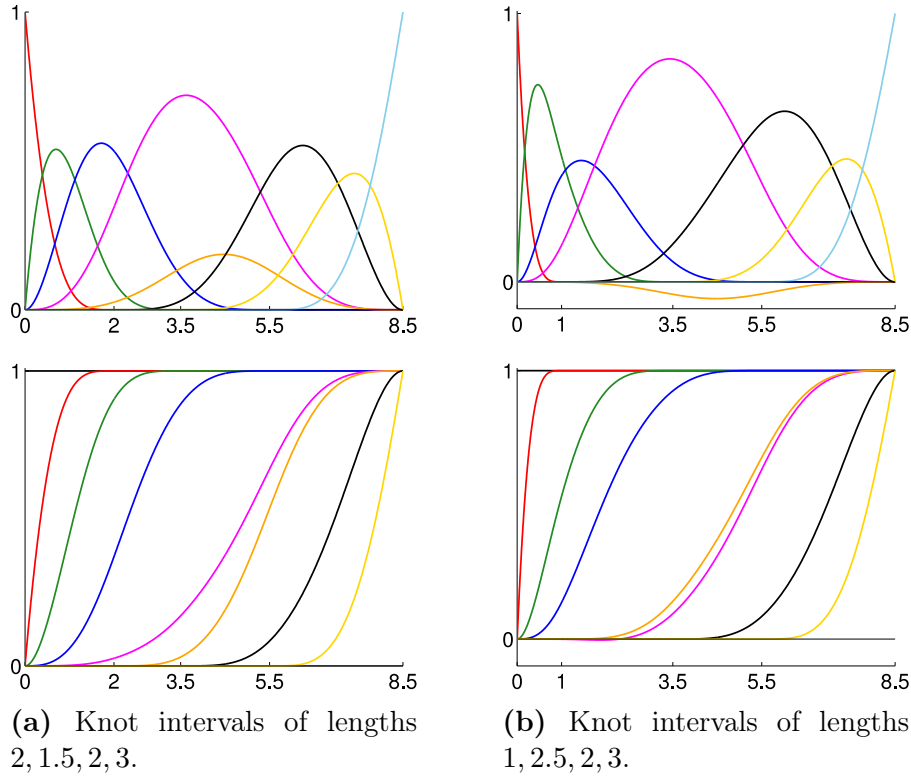 1
0
0 2 3.5 5.5 8.5
1
0
0 1 3.5 5.5 8.5
1
0
0 2 3.5 5.5 8.5
1
0
0 1 3.5 5.5 8.5
(a) Knot intervals of lengths
2, 1.5, 2, 3.
(b) Knot intervals of lengths
1, 2.5, 2, 3.